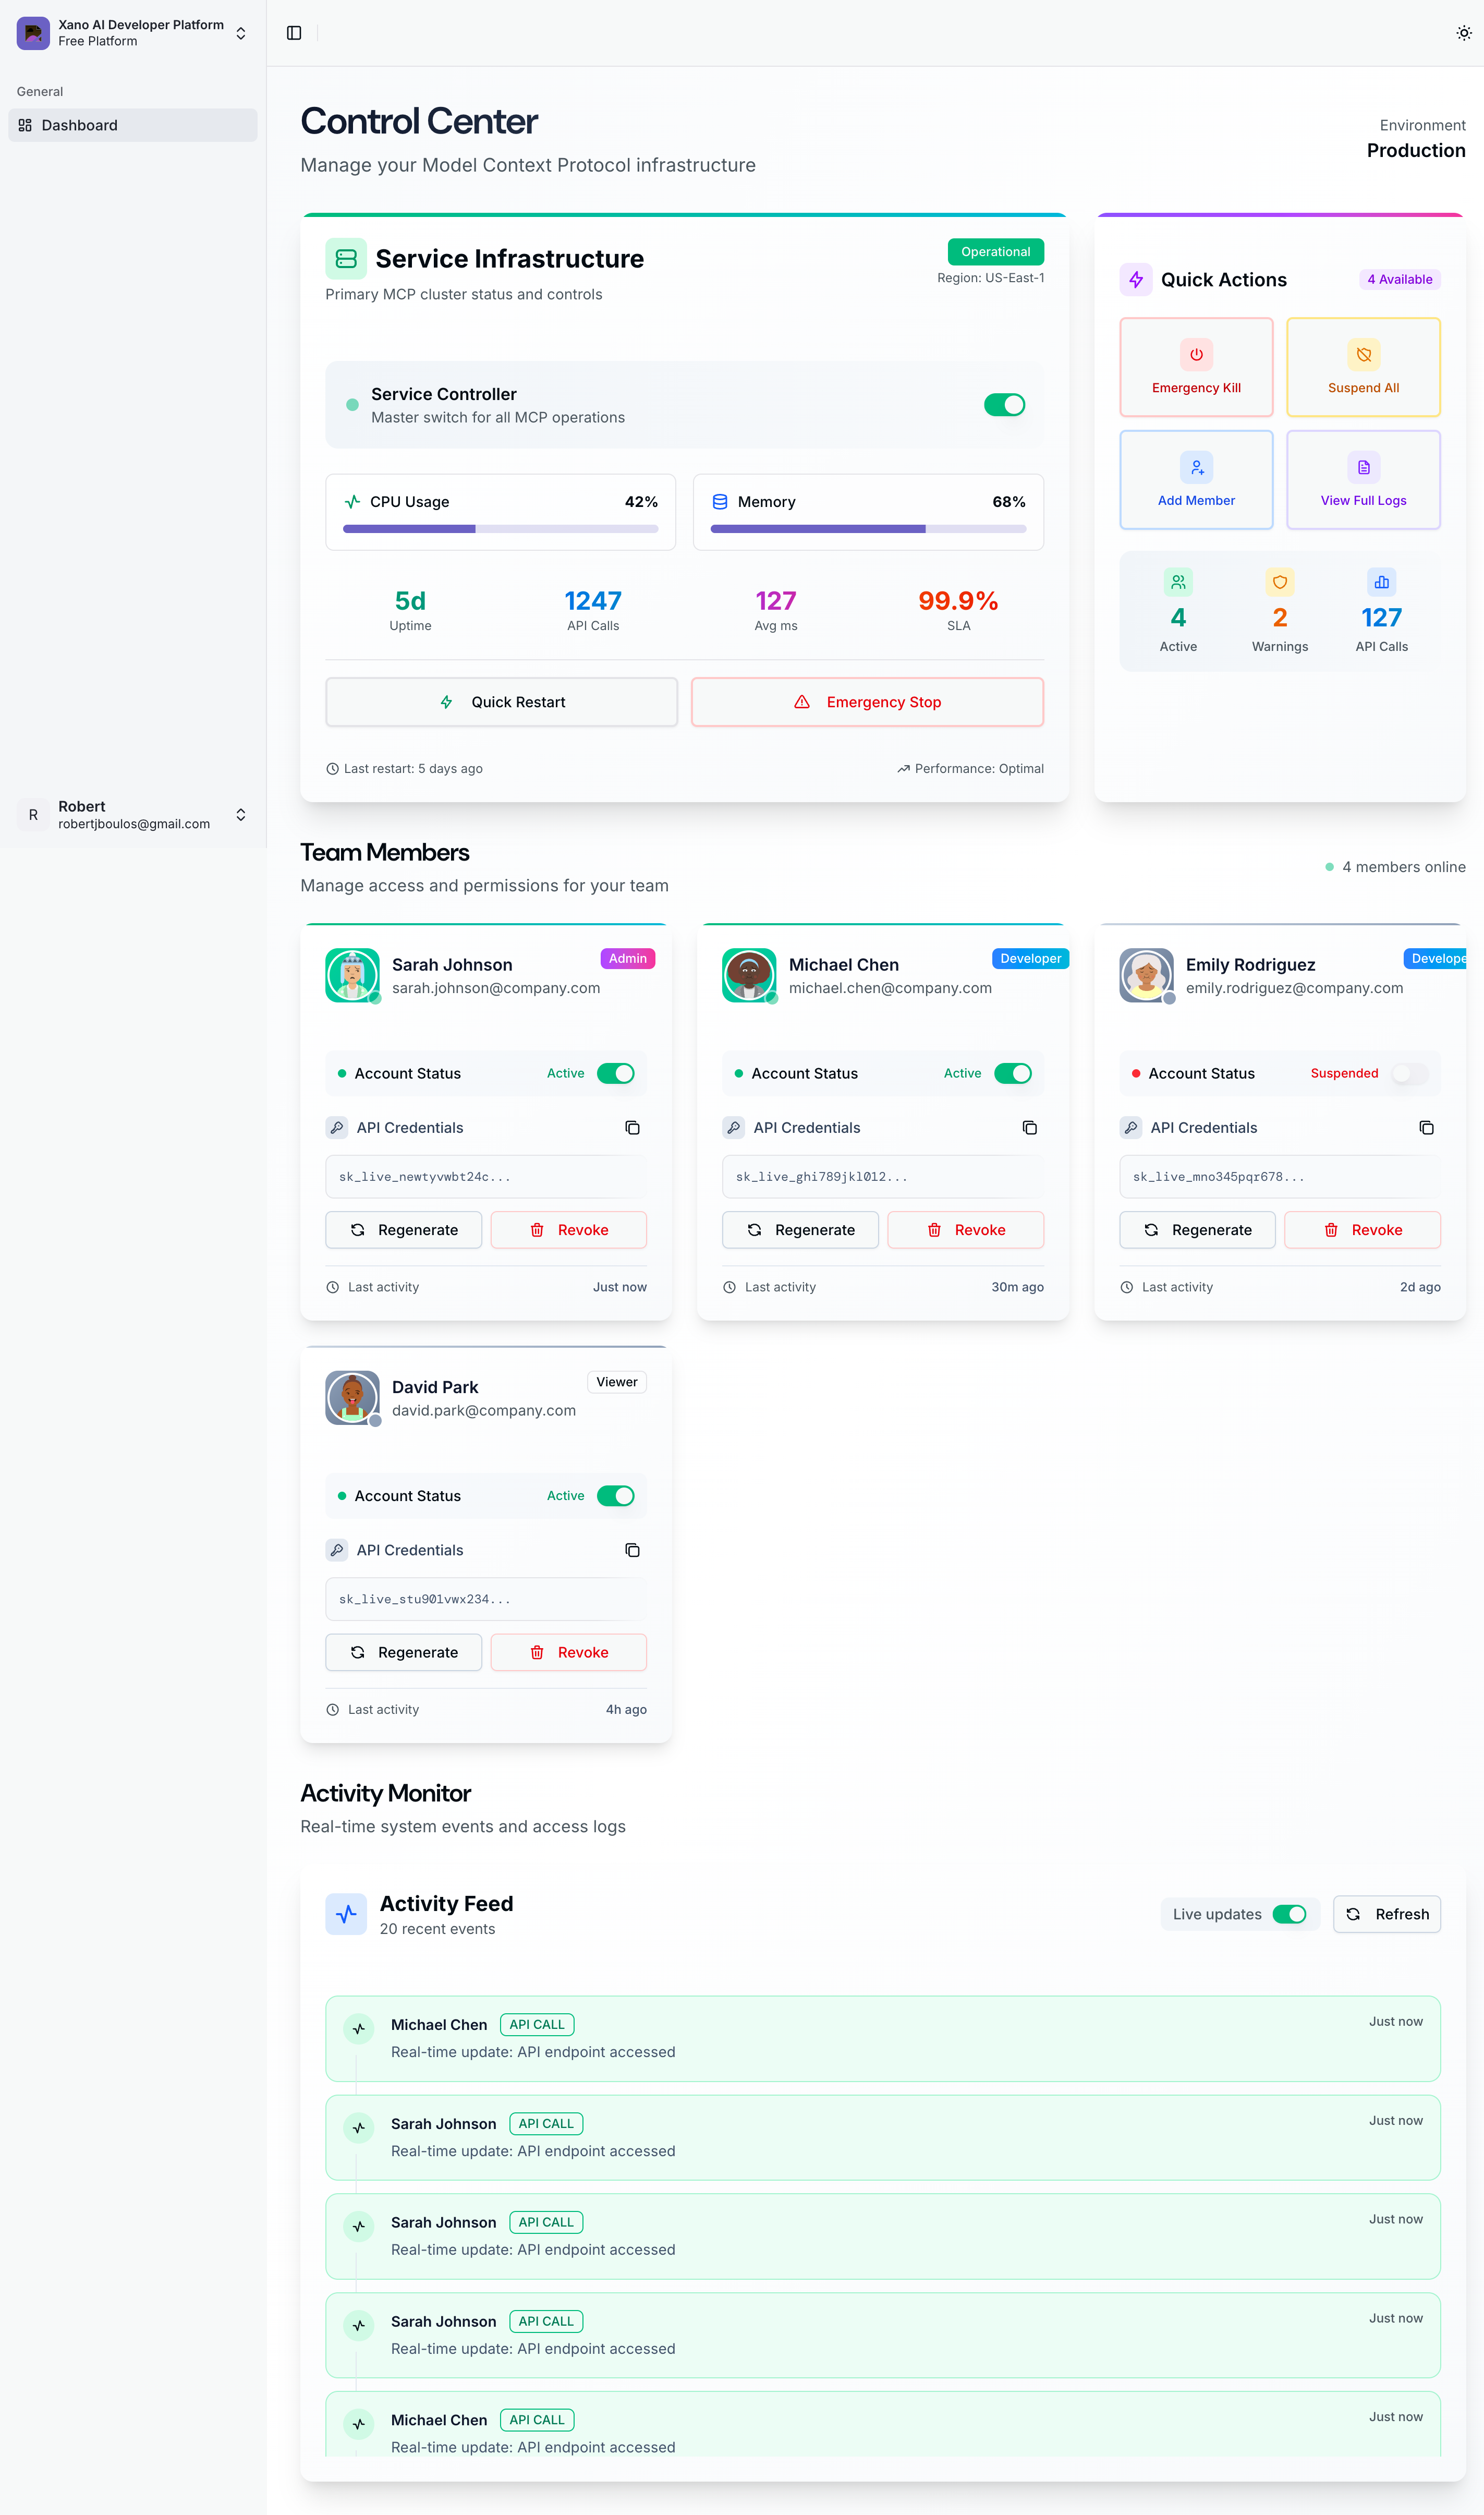 Xano AI Developer Platform
Free Platform
General
Dashboard
Robert
R
robertjboulos@gmail.com
Control Center
Manage your Model Context Protocol infrastructure
Environment
Production
Service Infrastructure
Primary MCP cluster status and controls
Operational
Region: US-East-1
Service Controller
Master switch for all MCP operations
CPU Usage 42%
Memory 68%
5d
Uptime
1247
API Calls
127
Avg ms
99.9%
SLA
Quick Restart
Emergency Stop
Last restart: 5 days ago
Performance: Optimal
Quick Actions
4 Available
Emergency Kill
Suspend All
Add Member
View Full Logs
4
Active
2
Warnings
127
API Calls
Team Members
Manage access and permissions for your team
4 members online
Sarah Johnson
Admin
sarah.johnson@company.com
Account Status Active
API Credentials
sk_live_newtyvwbt24c...
Regenerate
Revoke
Last activity Just now
Michael Chen
Developer
michael.chen@company.com
Account Status Active
API Credentials
sk_live_ghi789jkl012...
Regenerate
Revoke
Last activity 30m ago
Emily Rodriguez
Develope
emily.rodriguez@company.com
Account Status Suspended
API Credentials
sk_live_mno345pqr678...
Regenerate
Revoke
Last activity 2d ago
David Park
Viewer
david.park@company.com
Account Status Active
API Credentials
sk_live_stu901vwx234...
Regenerate
Revoke
Last activity 4h ago
Activity Monitor
Real-time system events and access logs
Activity Feed
20 recent events
Live updates
Refresh
Michael Chen API CALL Just now
Real-time update: API endpoint accessed
Sarah Johnson API CALL Just now
Real-time update: API endpoint accessed
Sarah Johnson API CALL Just now
Real-time update: API endpoint accessed
Sarah Johnson API CALL Just now
Real-time update: API endpoint accessed
Michael Chen API CALL Just now
Real-time update: API endpoint accessed